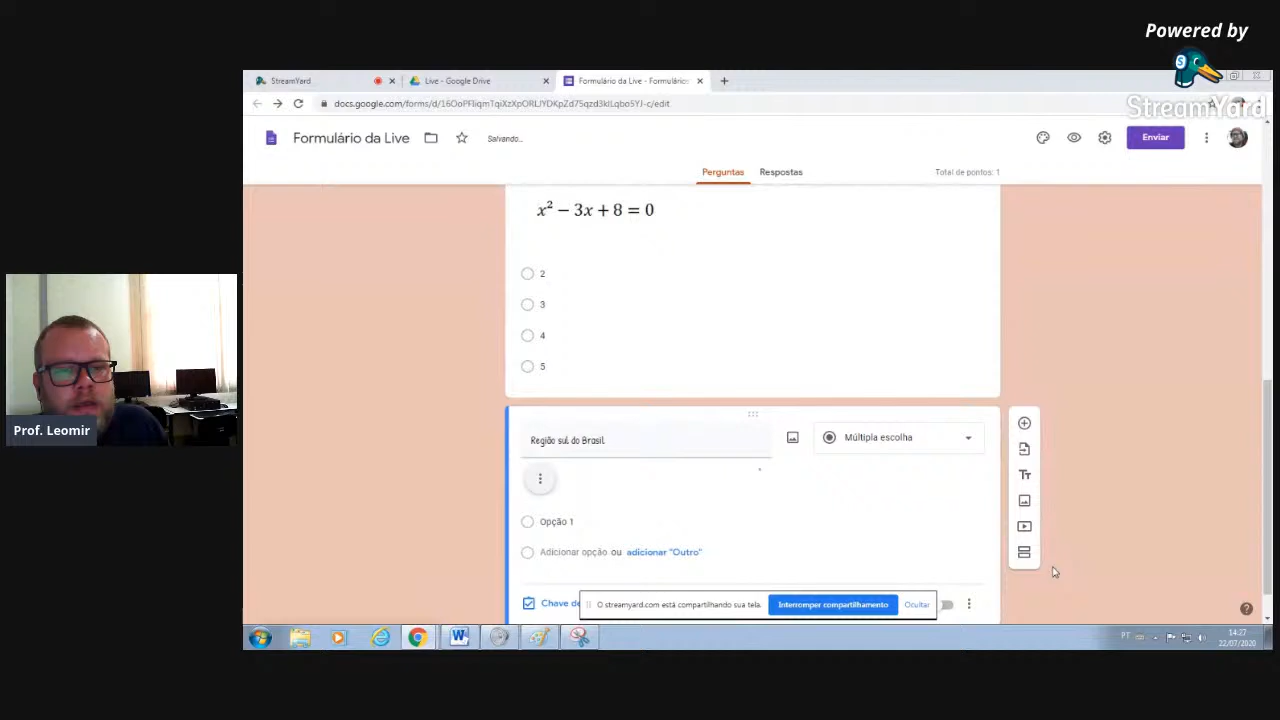 Powered by
StreamYard
StreamYard
Live - Google Drive
Formulário da Live - Formulários
docs.google.com/forms/d/
/edit
Formulário da Live
Salvando...
Enviar
Perguntas
Respostas
Total de pontos: 1
x² − 3x + 8 = 0
2
3
4
5
Região sul do Brasil
Múltipla escolha
Opção 1
Adicionar opção ou adicionar "Outro"
Chave de
O streamyard.com está compartilhando sua tela.
Interromper compartilhamento
Ocultar
Prof. Leomir
PT
14:27
22/07/2020